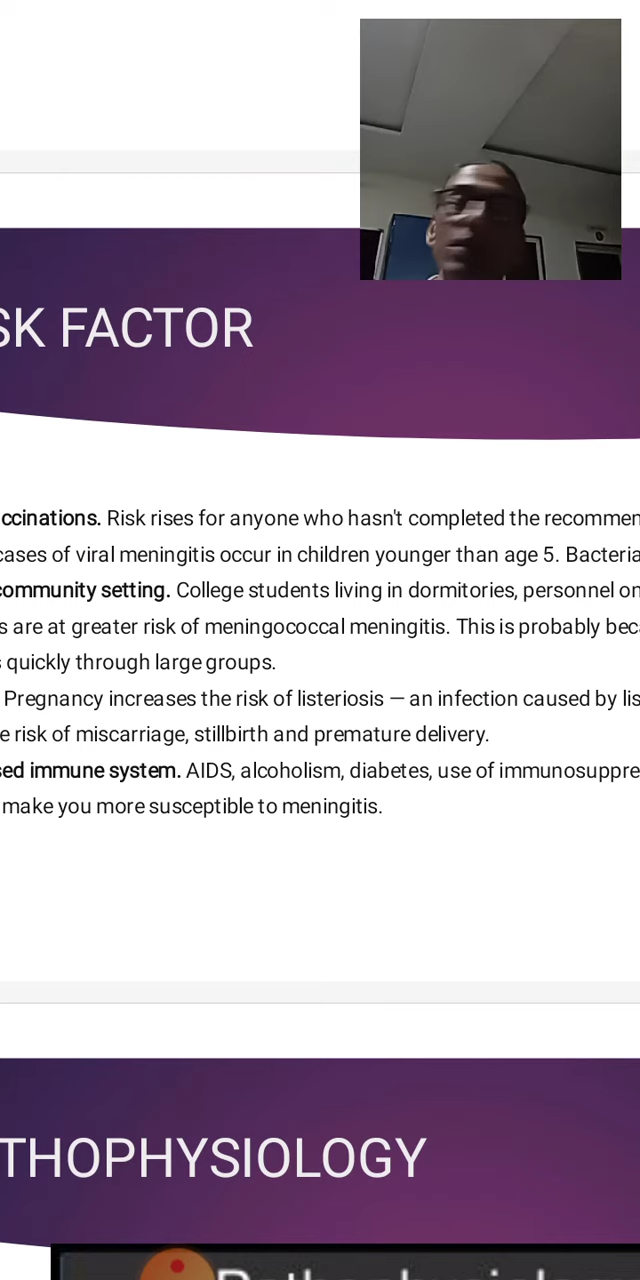 SK FACTOR
ccinations. Risk rises for anyone who hasn't completed the recommen
cases of viral meningitis occur in children younger than age 5. Bacteria
community setting. College students living in dormitories, personnel on
s are at greater risk of meningococcal meningitis. This is probably bec
s quickly through large groups.
Pregnancy increases the risk of listeriosis — an infection caused by lis
e risk of miscarriage, stillbirth and premature delivery.
sed immune system. AIDS, alcoholism, diabetes, use of immunosuppre
make you more susceptible to meningitis.
THOPHYSIOLOGY